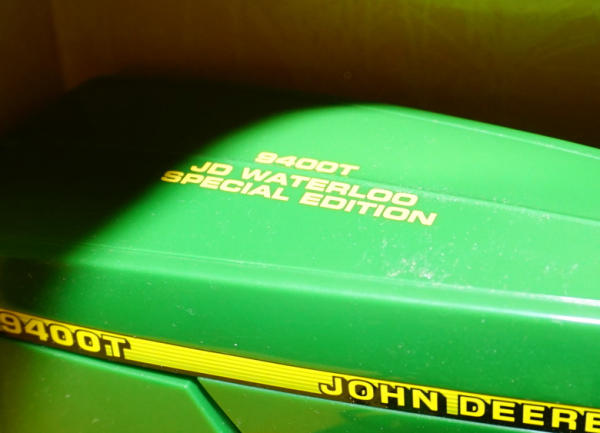 9400T
JD WATERLOO
SPECIAL EDITION
9400T JOHN DEERE